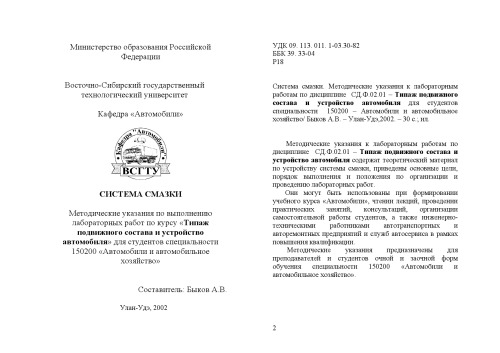 Министерство образования Российской
Федерации
Восточно-Сибирский государственный
технологический университет
Кафедра «Автомобили»
Кафедра "Автомобили"
ВСГТУ
СИСТЕМА СМАЗКИ
Методические указания по выполнению
лабораторных работ по курсу «Типаж
подвижного состава и устройство
автомобиля» для студентов специальности
150200 «Автомобили и автомобильное
хозяйство»
Составитель: Быков А.В.
Улан-Удэ, 2002
УДК 09. 113. 011. 1-03.30-82
ББК 39. 33-04
Р18
Система смазки. Методические указания к лабораторным
работам по дисциплине СД.Ф.02.01 – Типаж подвижного
состава и устройство автомобиля для студентов
специальности 150200 – Автомобили и автомобильное
хозяйство/ Быков А.В. – Улан-Удэ,2002. – 30 с.; ил.
Методические указания к лабораторным работам по
дисциплине СД.Ф.02.01 – Типаж подвижного состава и
устройство автомобиля содержат теоретический материал
по устройству системы смазки, приведены основные цели,
порядок выполнения и положения по организации и
проведению лабораторных работ.
Они могут быть использованы при формировании
учебного курса «Автомобили», чтении лекций, проведении
практических занятий, консультаций, организации
самостоятельной работы студентов, а также инженерно-
техническими работниками автотранспортных и
авторемонтных предприятий и служб автосервиса в рамках
повышения квалификации.
Методические указания предназначены для
преподавателей и студентов очной и заочной форм
обучения специальности 150200 «Автомобили и
автомобильное хозяйство».
2